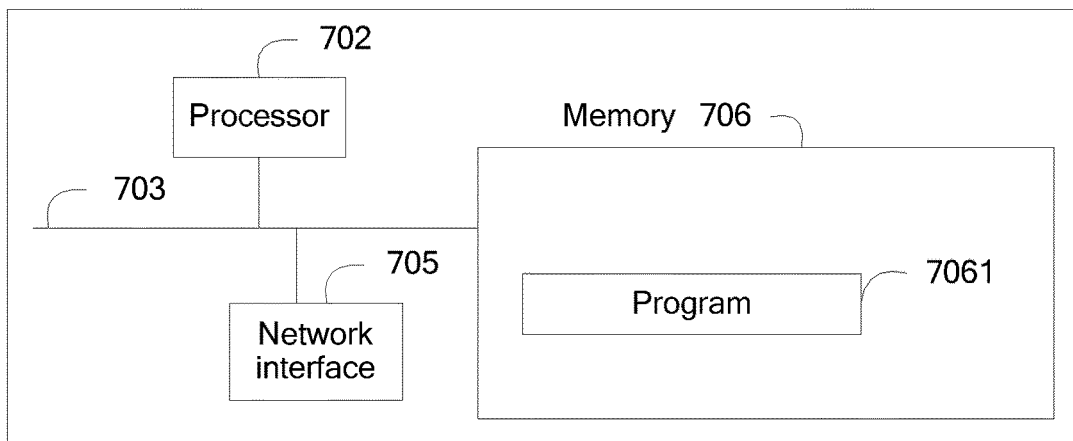 702
Processor
Memory 706
703
705
7061
Program
Network
interface